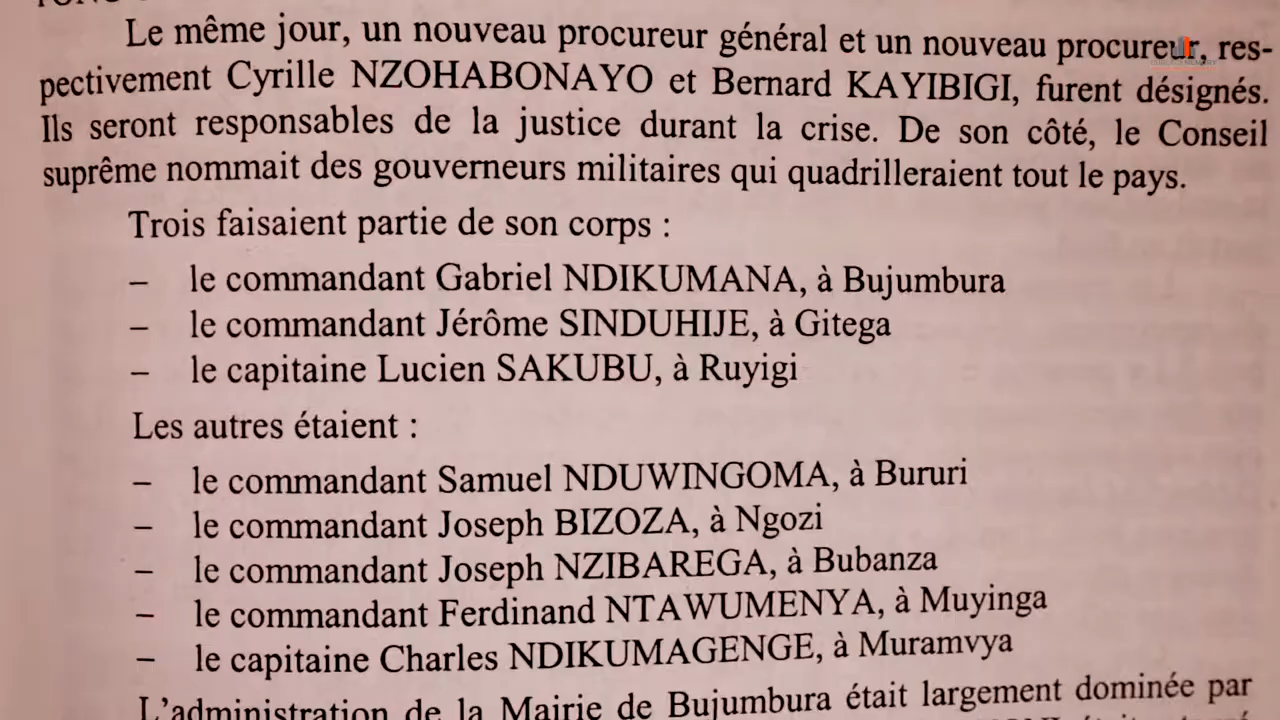 Le même jour, un nouveau procureur général et un nouveau procureur, res-
pectivement Cyrille NZOHABONAYO et Bernard KAYIBIGI, furent désignés.
Ils seront responsables de la justice durant la crise. De son côté, le Conseil
suprême nommait des gouverneurs militaires qui quadrilleraient tout le pays.
Trois faisaient partie de son corps :
– le commandant Gabriel NDIKUMANA, à Bujumbura
– le commandant Jérôme SINDUHIJE, à Gitega
– le capitaine Lucien SAKUBU, à Ruyigi
Les autres étaient :
– le commandant Samuel NDUWINGOMA, à Bururi
– le commandant Joseph BIZOZA, à Ngozi
– le commandant Joseph NZIBAREGA, à Bubanza
– le commandant Ferdinand NTAWUMENYA, à Muyinga
– le capitaine Charles NDIKUMAGENGE, à Muramvya
L'administration de la Mairie de Bujumbura était largement dominée par